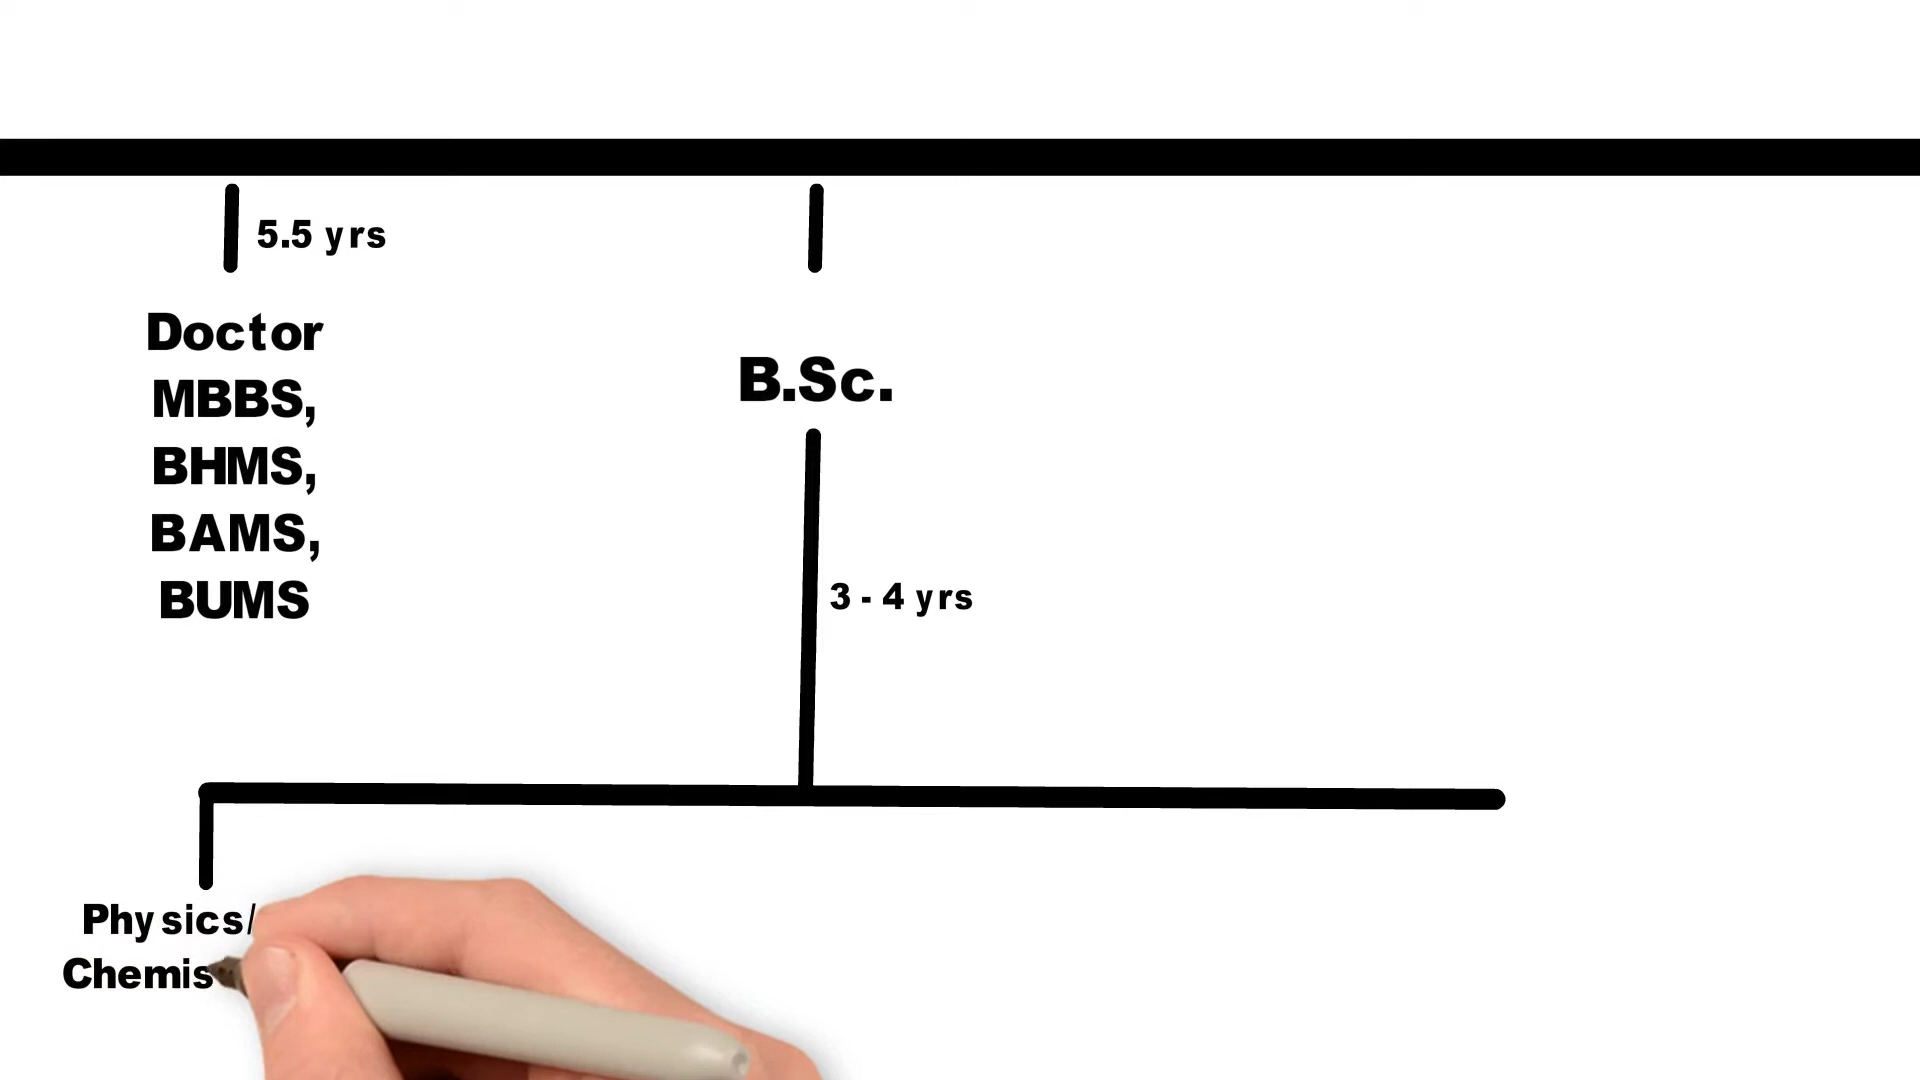 5.5 yrs
Doctor
MBBS,
BHMS,
BAMS,
BUMS
B.Sc.
3 - 4 yrs
Physics/
Chemis